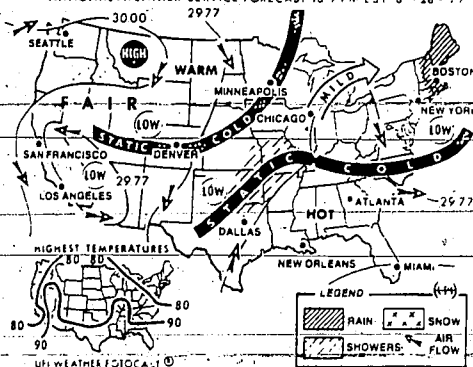 3000 2977
SEATTLE
HIGH
WARM
MINNEAPOLIS
BOSTON
FAIR
MILD
LOW
CHICAGO
NEW YORK
STATIC COLD
LOW
SAN FRANCISCO
DENVER
STATIC COLD
LOW
2977
LOW
LOS ANGELES
HOT
ATLANTA
2977
DALLAS
HIGHEST TEMPERATURES
NEW ORLEANS
MIAMI
80 80
LEGEND
80
RAIN
SNOW
80
90
SHOWERS
AIR
FLOW
90
UPI WEATHER FOTOCAST ®